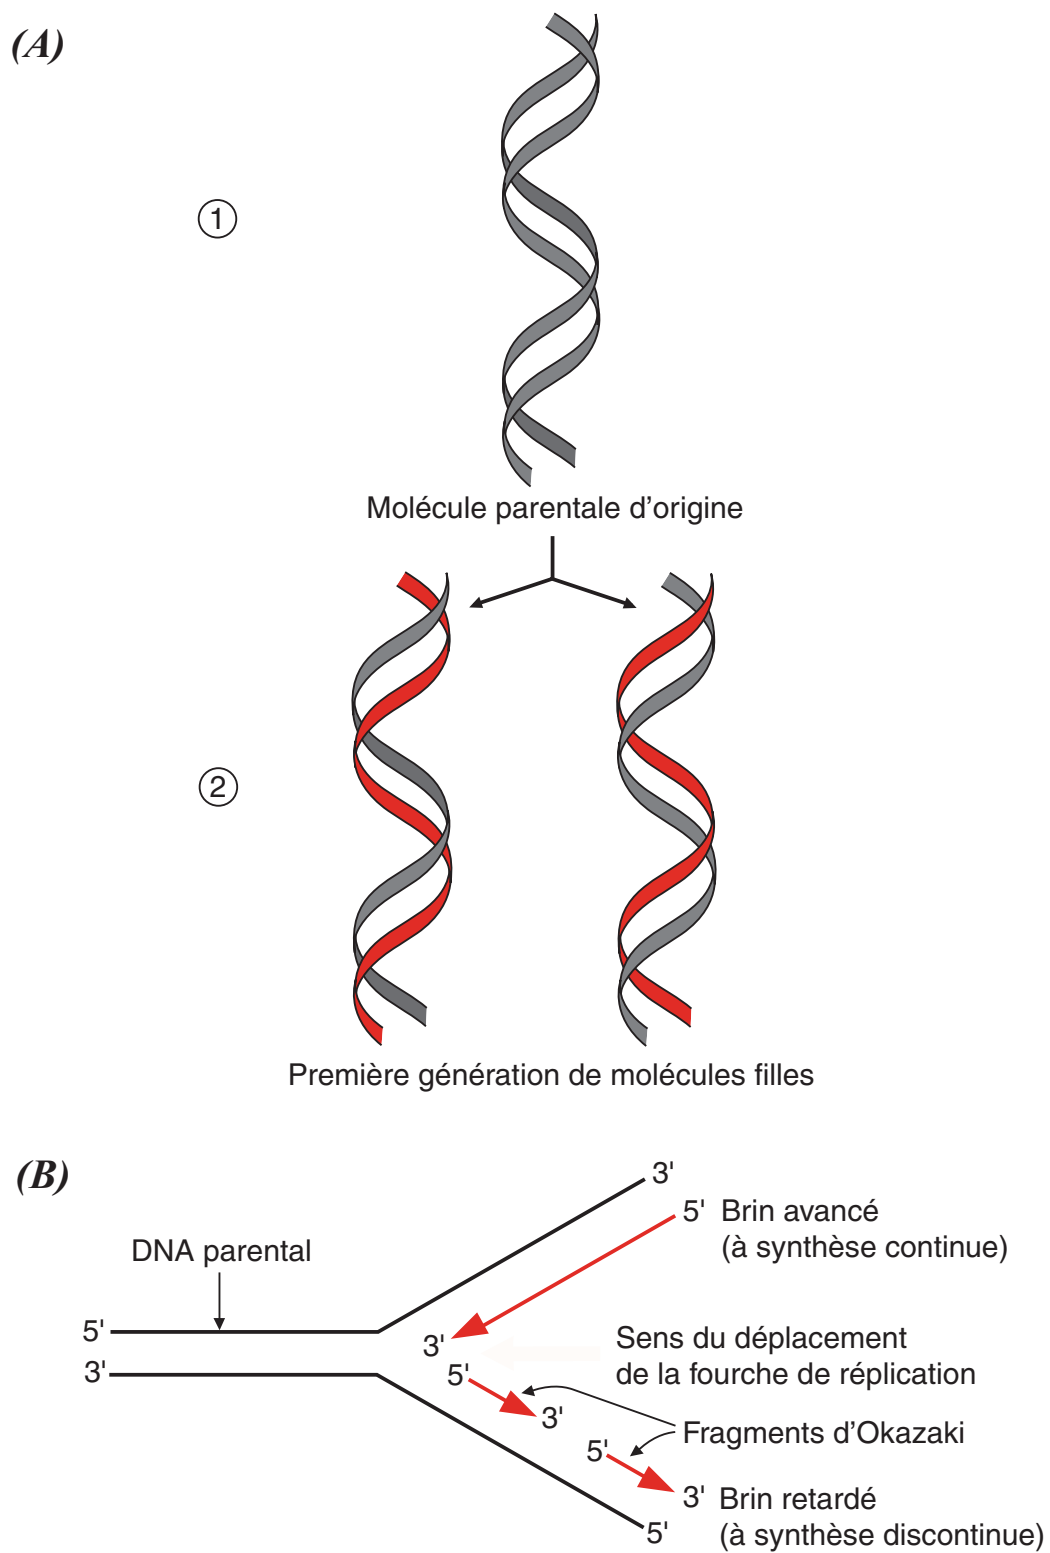 (A)
1
Molécule parentale d'origine
2
Première génération de molécules filles
(B)
3'
5' Brin avancé
(à synthèse continue)
DNA parental
5'
3'
3'
Sens du déplacement
de la fourche de réplication
5'
3'
Fragments d'Okazaki
5'
3' Brin retardé
(à synthèse discontinue)
5'